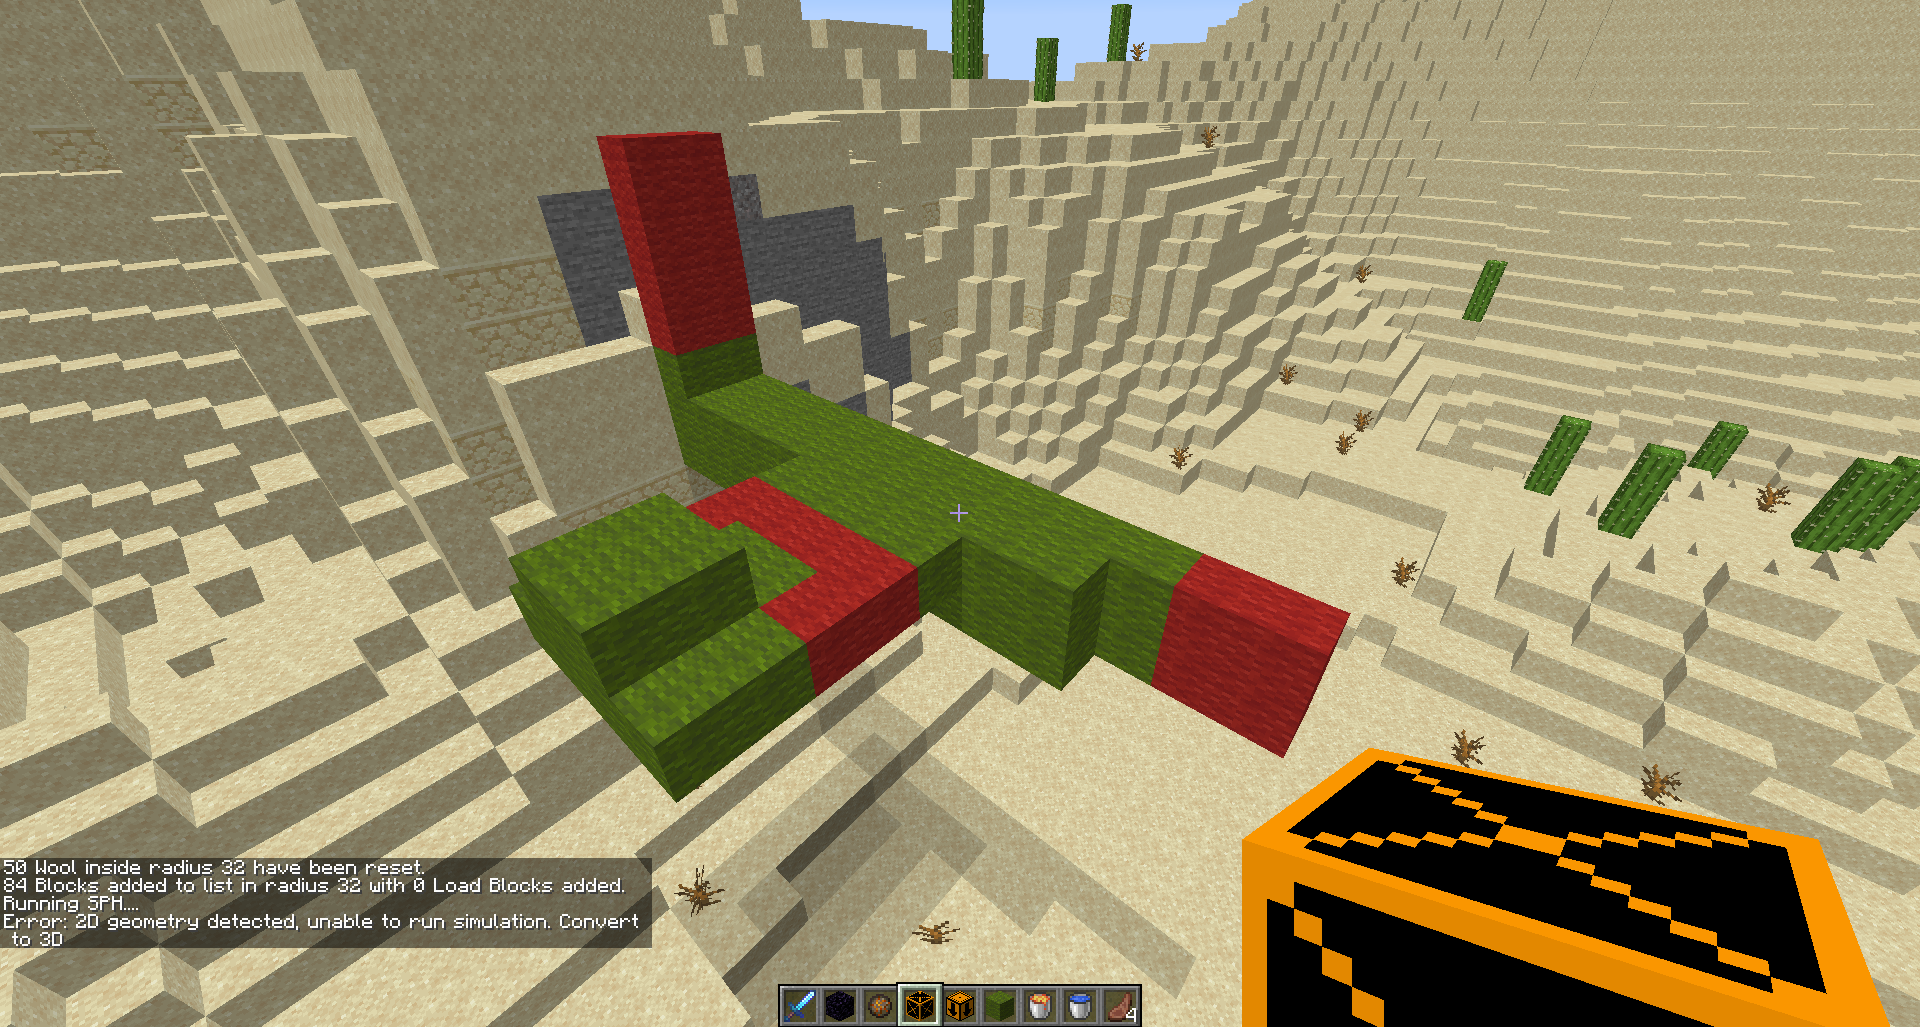 50 Wool inside radius 32 have been reset.
84 Blocks added to list in radius 32 with 0 Load Blocks added.
Running SPH....
Error: 2D geometry detected, unable to run simulation. Convert
to 3D
4